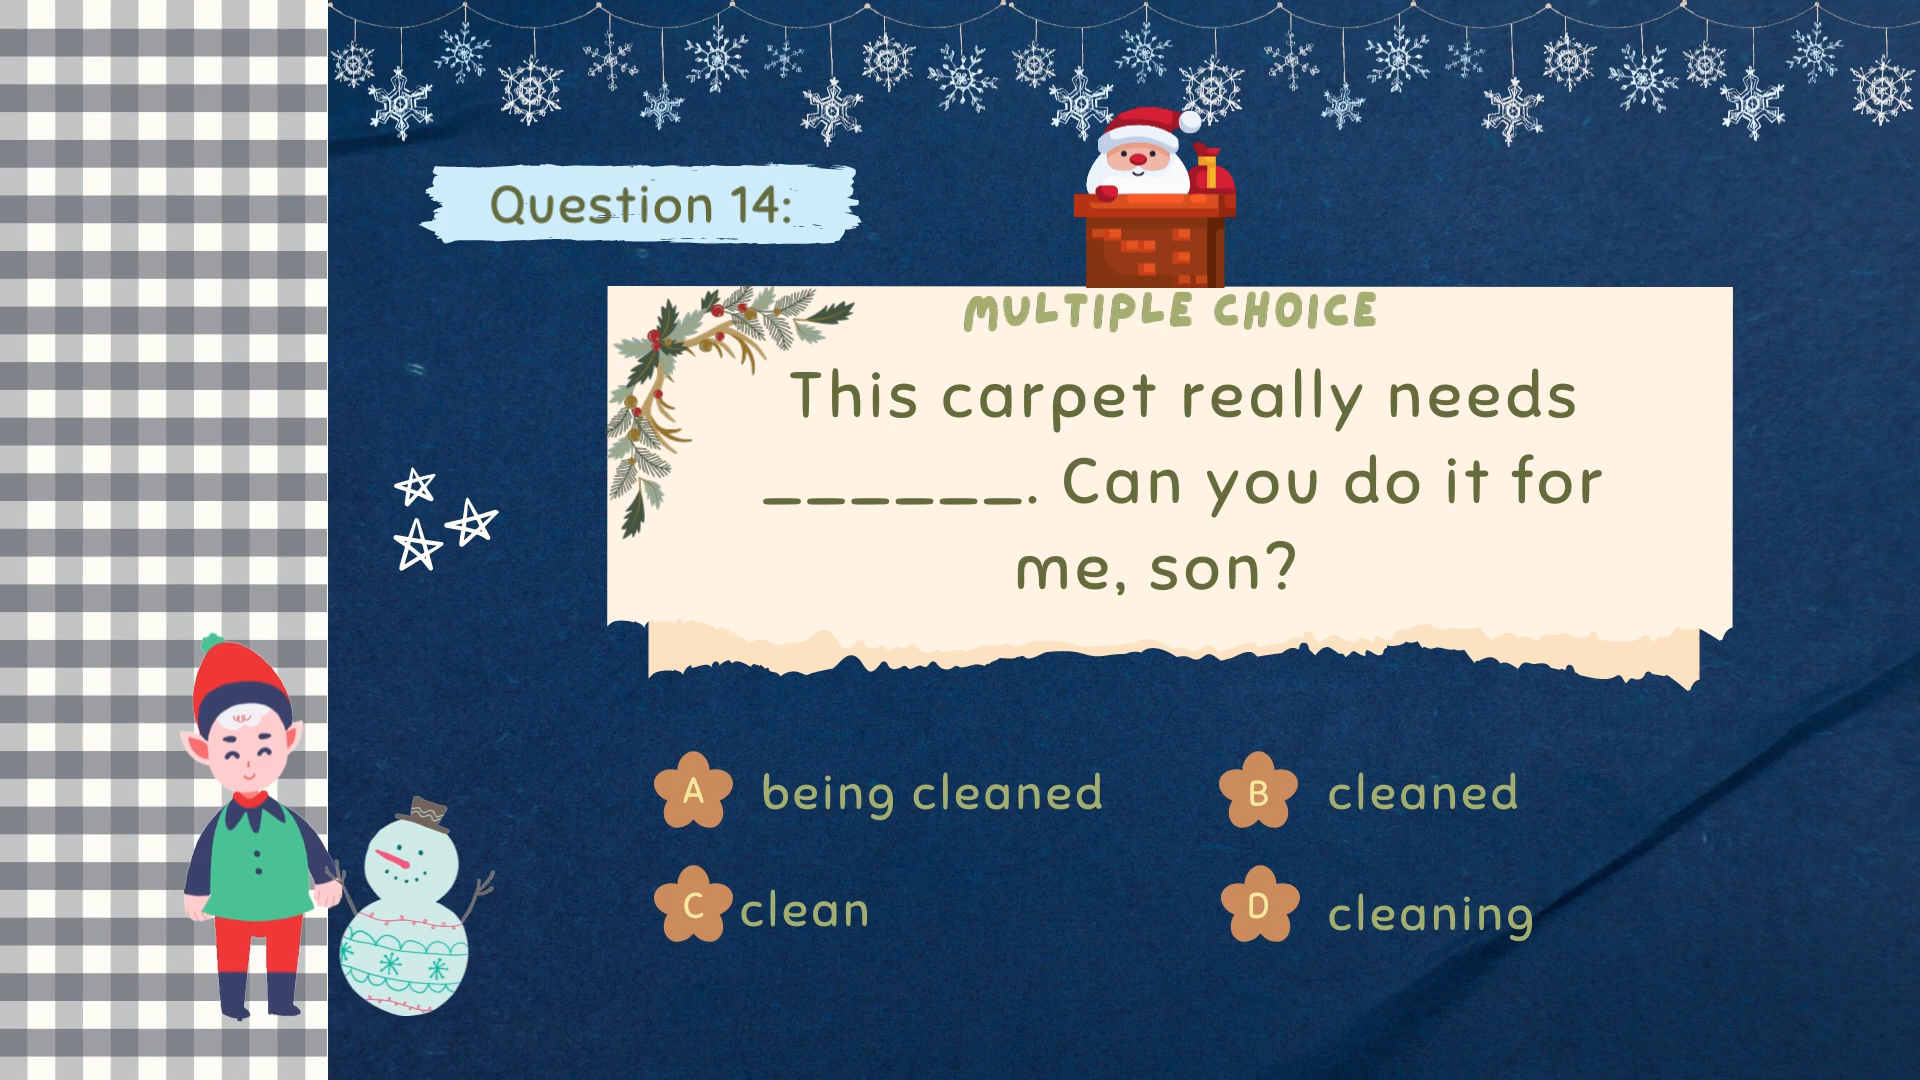 Question 14:
MULTIPLE CHOICE
This carpet really needs
______. Can you do it for
me, son?
A being cleaned
B cleaned
C clean
D cleaning